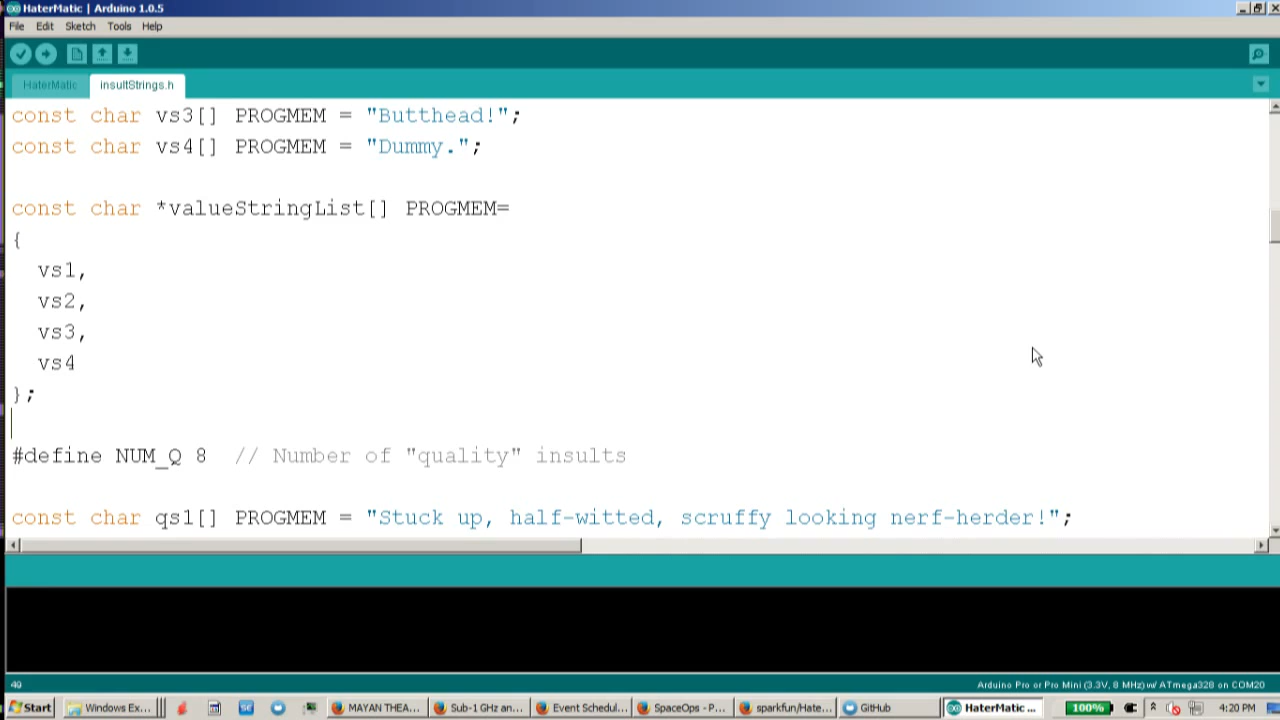 HaterMatic | Arduino 1.0.5
File Edit Sketch Tools Help
HaterMatic insultStrings.h
const char vs3[] PROGMEM = "Butthead!";
const char vs4[] PROGMEM = "Dummy.";
const char *valueStringList[] PROGMEM=
{
vs1,
vs2,
vs3,
vs4
};
#define NUM_Q 8 // Number of "quality" insults
const char qs1[] PROGMEM = "Stuck up, half-witted, scruffy looking nerf-herder!";
49
Arduino Pro or Pro Mini (3.3V, 8 MHz) w/ ATmega328 on COM20
Start Windows Ex... MAYAN THEA... Sub-1 GHz an... Event Schedul... SpaceOps - P... sparkfun/Hate... GitHub HaterMatic ... 100% 4:20 PM